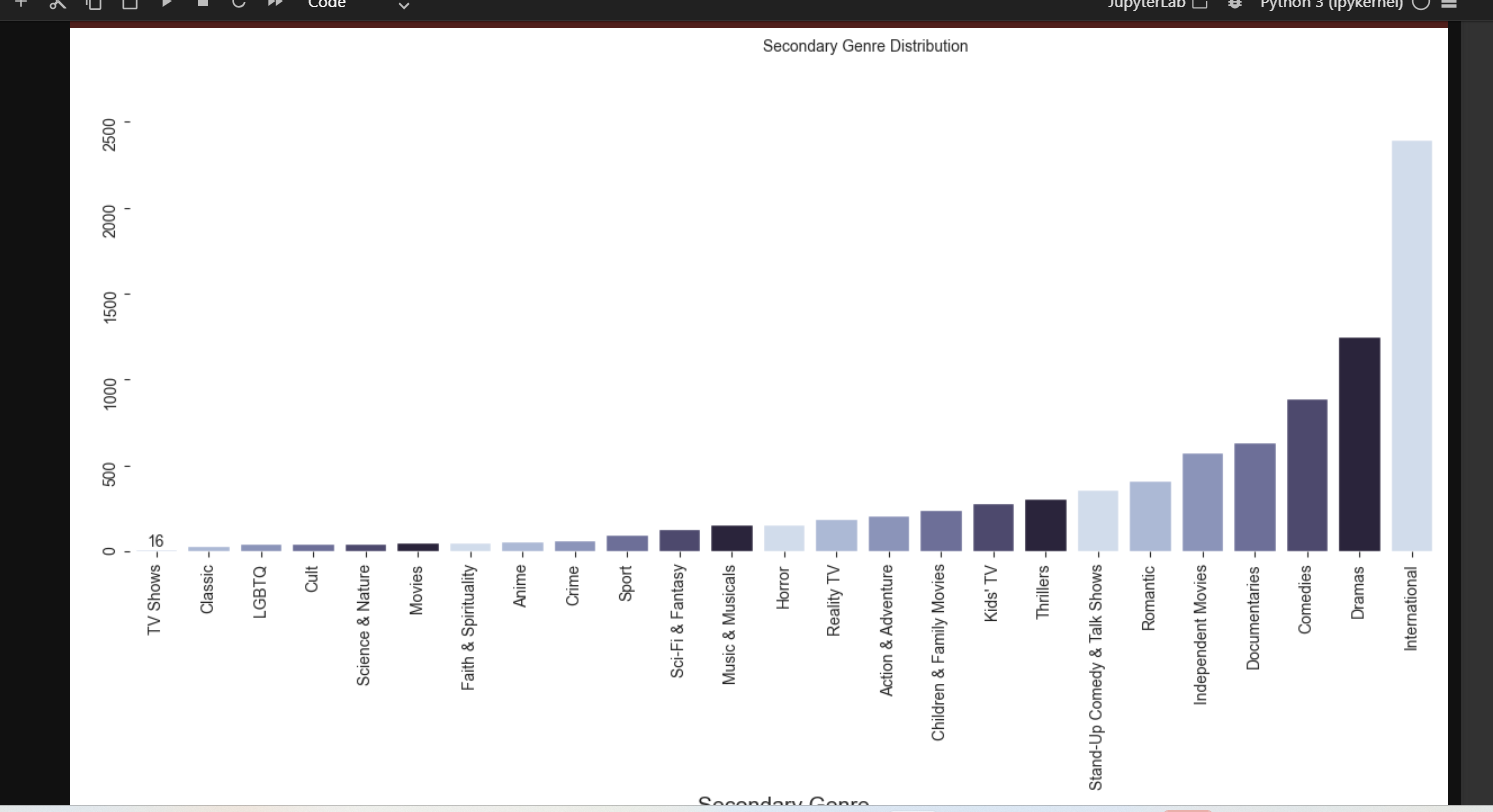 Code
JupyterLab
Python 3 (ipykernel)
Secondary Genre Distribution
2500
2000
1500
1000
500
0
16
TV Shows
Classic
LGBTQ
Cult
Science & Nature
Movies
Faith & Spirituality
Anime
Crime
Sport
Sci-Fi & Fantasy
Music & Musicals
Horror
Reality TV
Action & Adventure
Children & Family Movies
Kids' TV
Thrillers
Stand-Up Comedy & Talk Shows
Romantic
Independent Movies
Documentaries
Comedies
Dramas
International
Secondary Genre